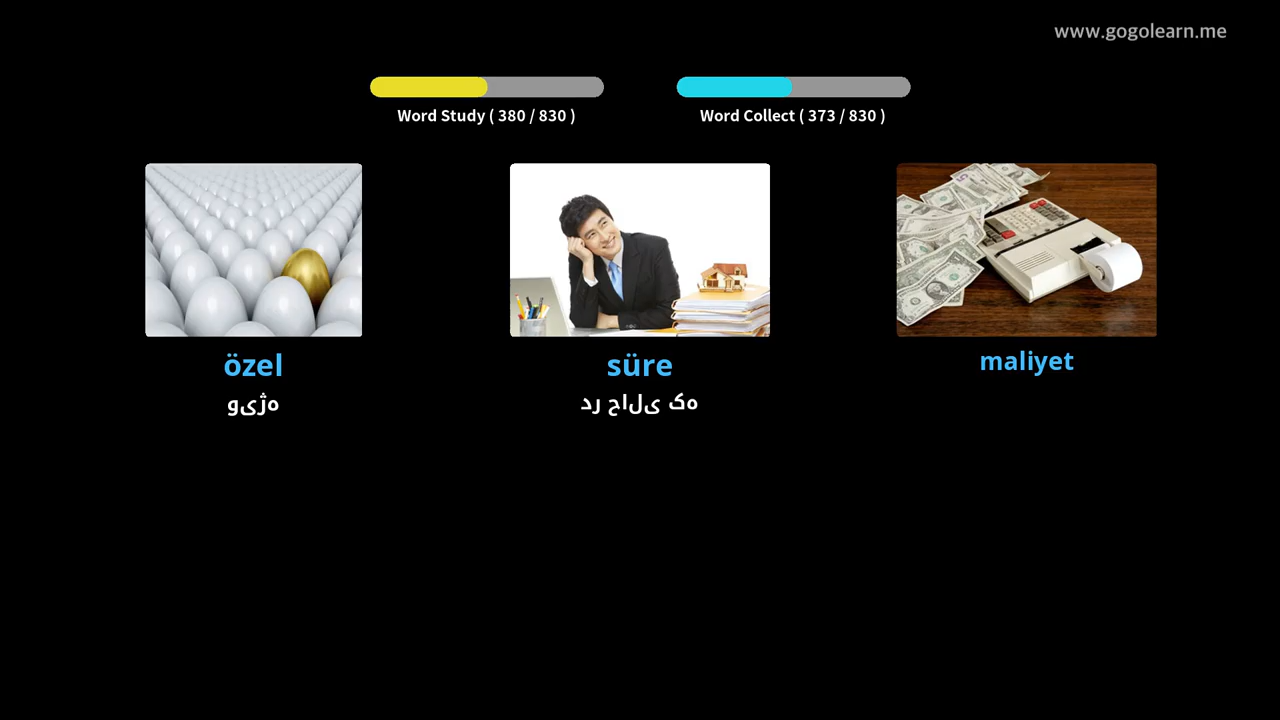 www.gogolearn.me
Word Study ( 380 / 830 )
Word Collect ( 373 / 830 )
özel
ویژه
süre
در حالی که
maliyet